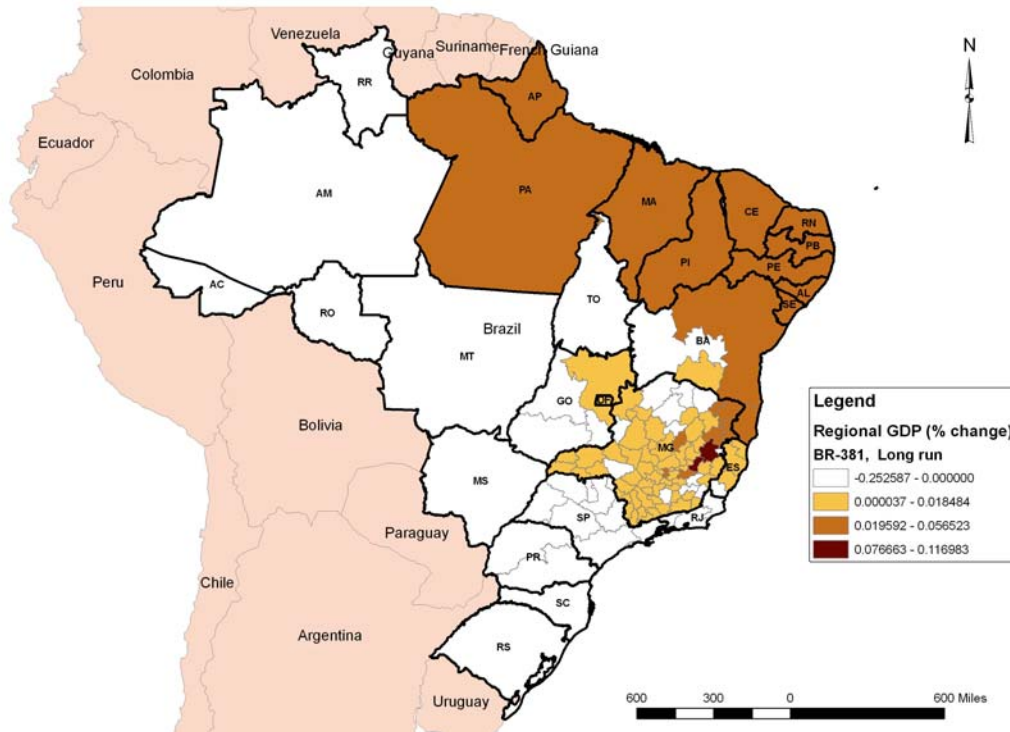 Venezuela
Guyana
Suriname
French Guiana
Colombia
RR
AP
N
Ecuador
AM
PA
MA
CE
RN
PB
PI
PE
AL
SE
Peru
AC
RO
TO
Brazil
BA
MT
GO
DF
Bolivia
MG
ES
MS
SP
RJ
Paraguay
PR
Chile
SC
Argentina
RS
Uruguay
Legend
Regional GDP (% change)
BR-381, Long run
-0.252587 - 0.000000
0.000037 - 0.018484
0.019592 - 0.056523
0.076663 - 0.116983
600 300 0 600 Miles